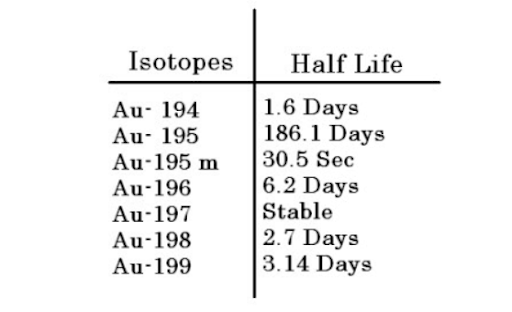 Isotopes Half Life
Au- 194 1.6 Days
Au- 195 186.1 Days
Au-195 m 30.5 Sec
Au-196 6.2 Days
Au-197 Stable
Au-198 2.7 Days
Au-199 3.14 Days